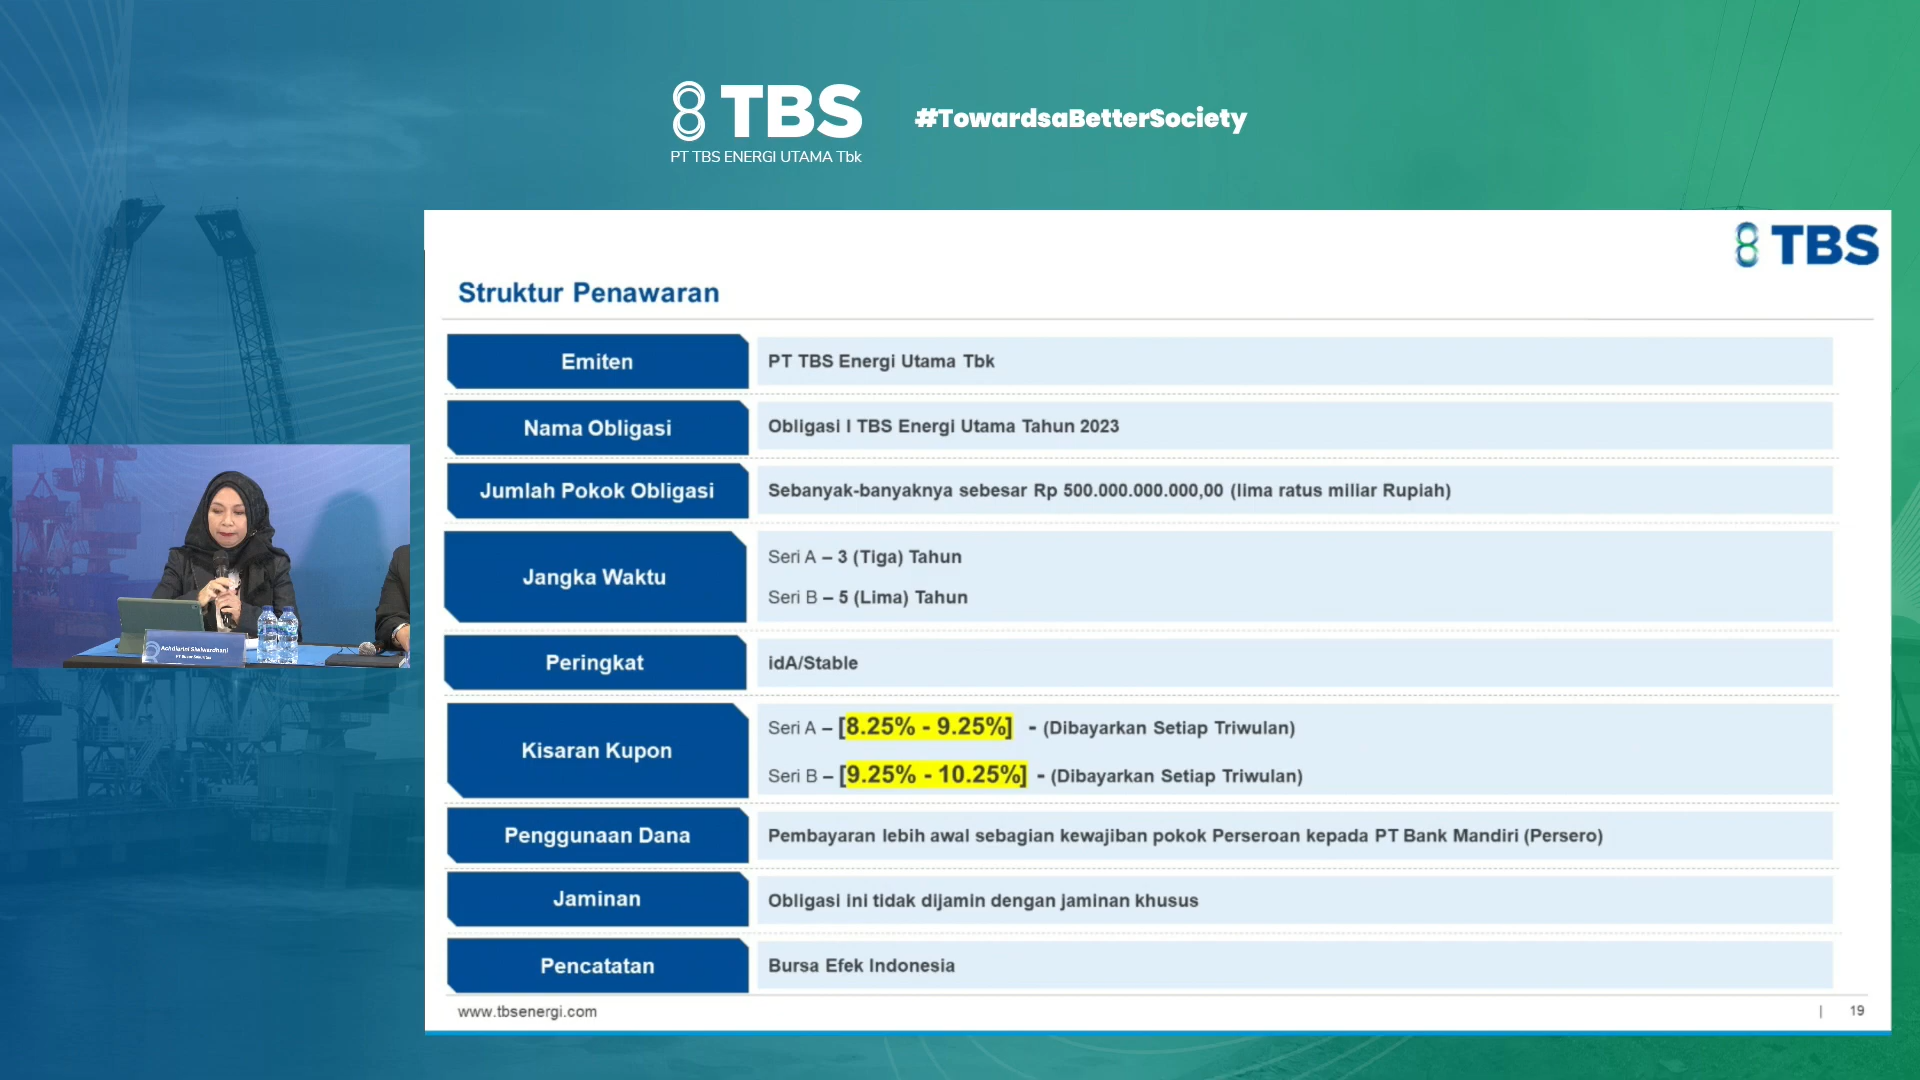 8 TBS
PT TBS ENERGI UTAMA Tbk
#TowardsaBetterSociety
8 TBS
Struktur Penawaran
Emiten
PT TBS Energi Utama Tbk
Nama Obligasi
Obligasi I TBS Energi Utama Tahun 2023
Jumlah Pokok Obligasi
Sebanyak-banyaknya sebesar Rp 500.000.000.000,00 (lima ratus miliar Rupiah)
Jangka Waktu
Seri A – 3 (Tiga) Tahun
Seri B – 5 (Lima) Tahun
Peringkat
idA/Stable
Kisaran Kupon
Seri A – [8.25% - 9.25%] - (Dibayarkan Setiap Triwulan)
Seri B – [9.25% - 10.25%] - (Dibayarkan Setiap Triwulan)
Penggunaan Dana
Pembayaran lebih awal sebagian kewajiban pokok Perseroan kepada PT Bank Mandiri (Persero)
Jaminan
Obligasi ini tidak dijamin dengan jaminan khusus
Pencatatan
Bursa Efek Indonesia
www.tbsenergi.com
| 19